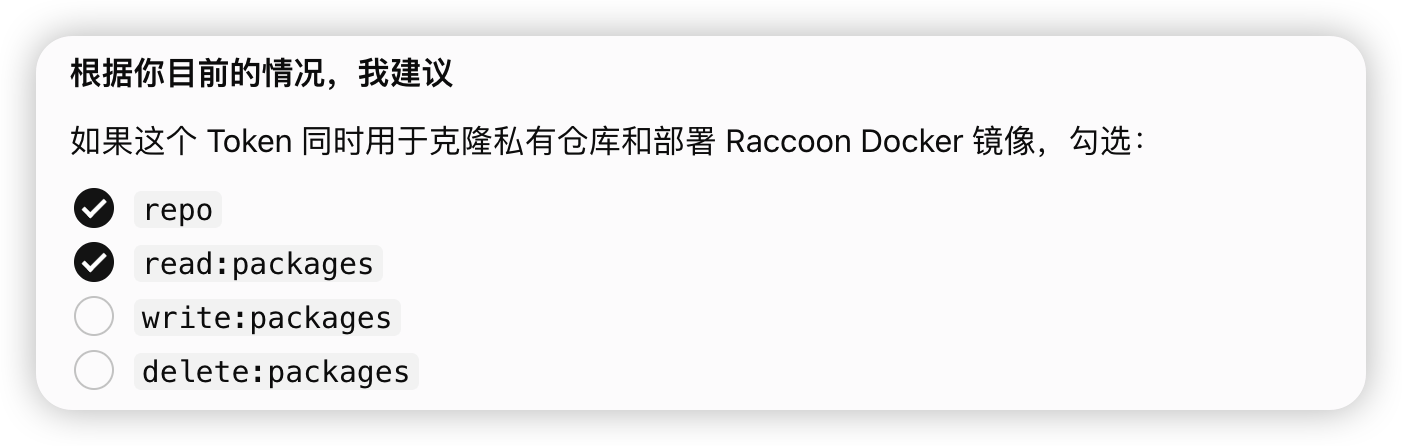 根据你目前的情况，我建议
如果这个 Token 同时用于克隆私有仓库和部署 Raccoon Docker 镜像，勾选：
repo
read:packages
write:packages
delete:packages